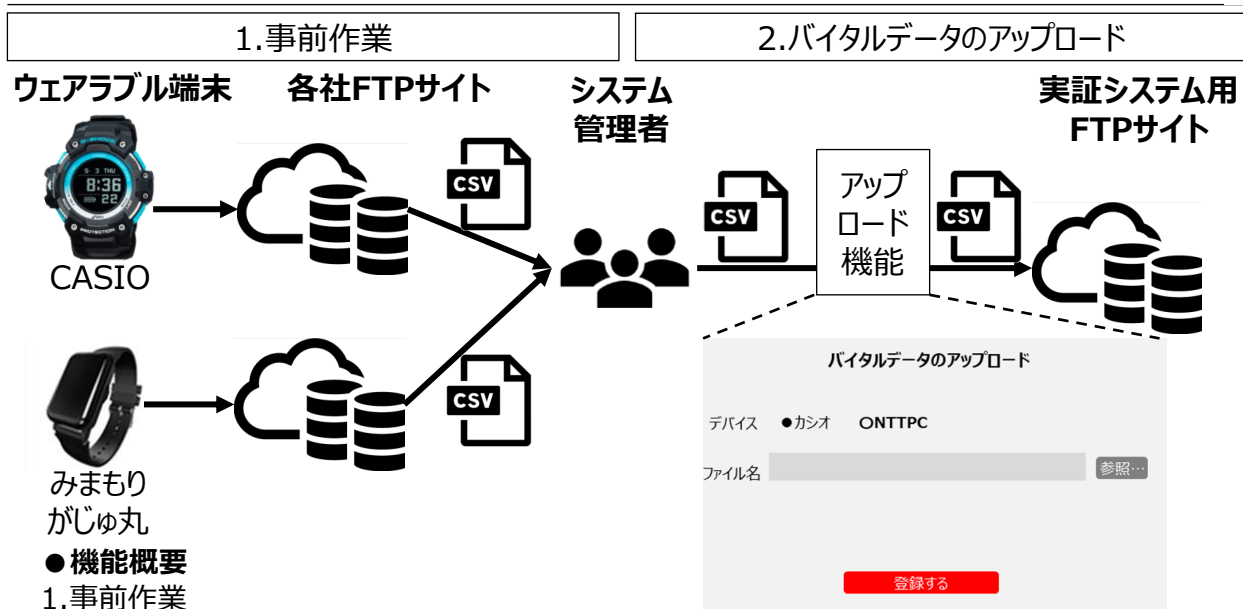 1.事前作業
2.バイタルデータのアップロード
ウェアラブル端末
各社FTPサイト
システム
管理者
実証システム用
FTPサイト
G-SHOCK
8:36
22
PROTECTION
CASIO
CSV
CSV
CSV
アップ
ロード
機能
CSV
みまもり
がじゅ丸
バイタルデータのアップロード
デバイス ●カシオ 〇NTTPC
ファイル名 参照…
登録する
●機能概要
1.事前作業